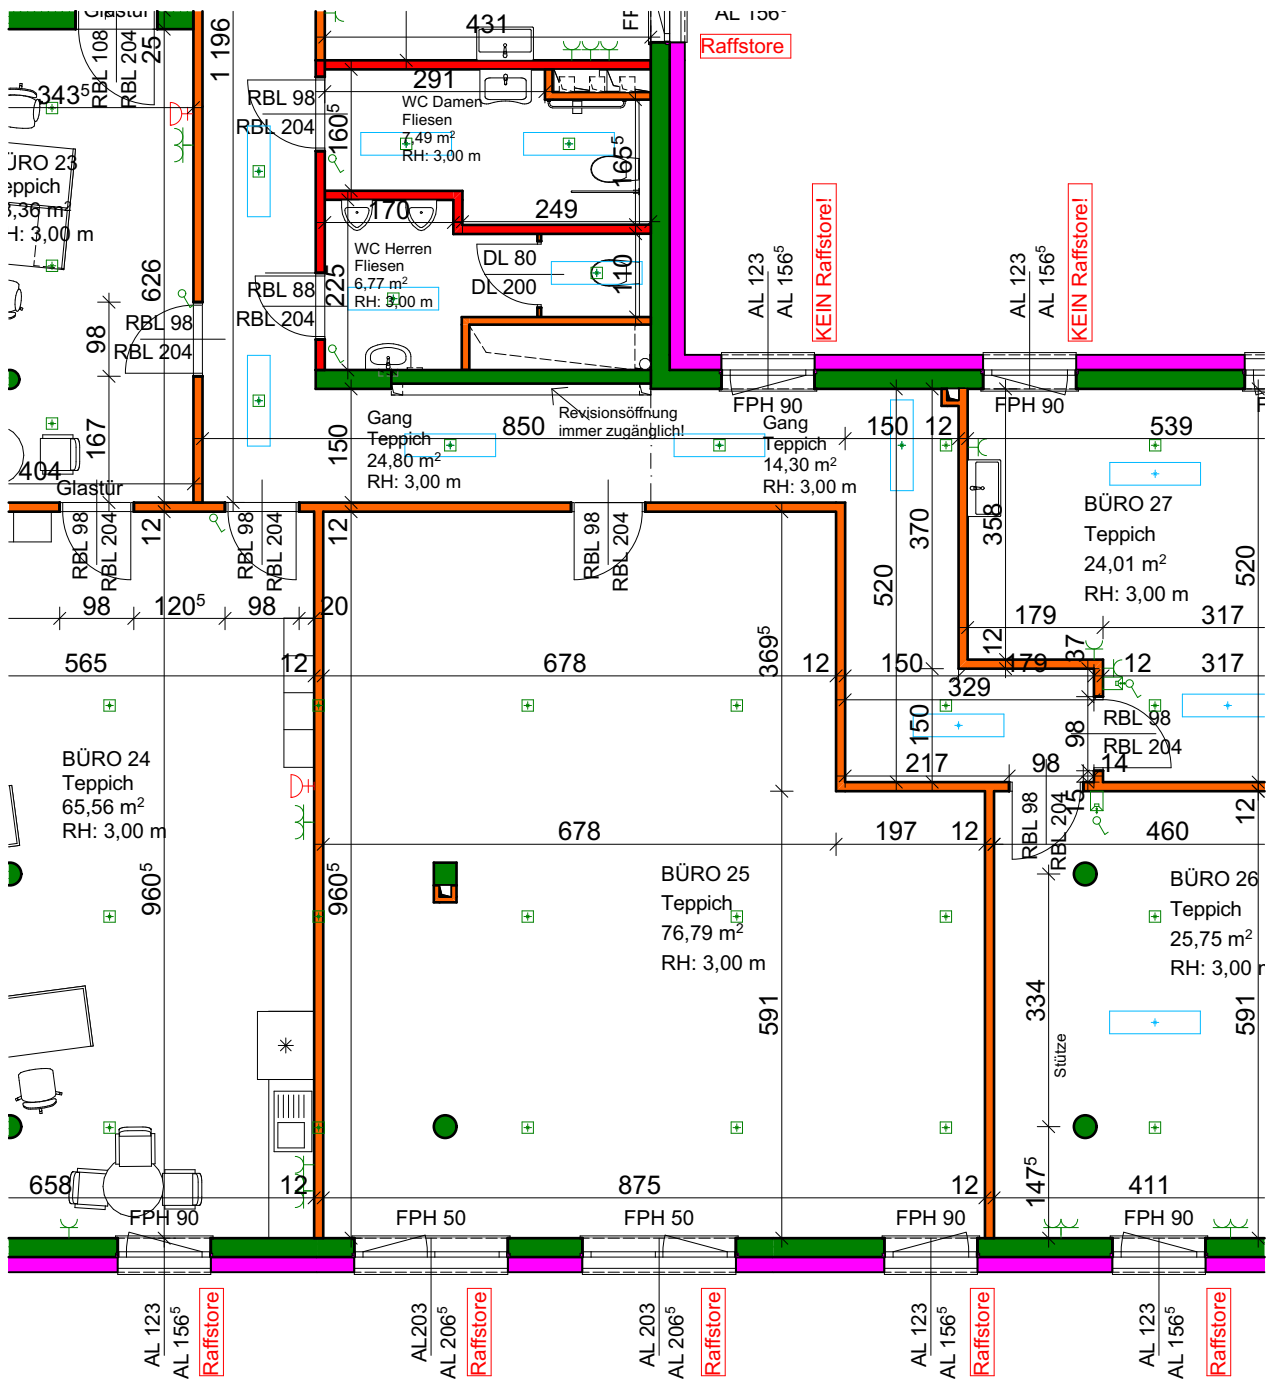 Glastür
RBL 108
RBL 204
25
1 196
431
AL 156⁵
Raffstore
343⁵
RBL 98
RBL 204
291
160⁵
WC Damen
Fliesen
7,49 m²
RH: 3,00 m
165⁵
BÜRO 23
Teppich
3,36 m²
RH: 3,00 m
170
249
WC Herren
Fliesen
6,77 m²
RH: 3,00 m
225
DL 80
DL 200
110
RBL 88
RBL 204
626
98
RBL 98
RBL 204
167
404
Glastür
AL 123
AL 156⁵
KEIN Raffstore!
AL 123
AL 156⁵
KEIN Raffstore!
FPH 90
FPH 90
Gang
Teppich
24,80 m²
RH: 3,00 m
150
850
Revisionsöffnung
immer zugänglich!
Gang
Teppich
14,30 m²
RH: 3,00 m
150
12
539
358
370
520
BÜRO 27
Teppich
24,01 m²
RH: 3,00 m
520
RBL 98
RBL 204
12
RBL 98
RBL 204
12
RBL 98
RBL 204
98
120⁵
98
20
179
317
12
37
565
12
678
369⁵
12
150
179
12
317
329
150
98
RBL 98
RBL 204
217
98
14
15
RBL 98
RBL 204
12
BÜRO 24
Teppich
65,56 m²
RH: 3,00 m
678
197
12
460
960⁵
960⁵
BÜRO 25
Teppich
76,79 m²
RH: 3,00 m
BÜRO 26
Teppich
25,75 m²
RH: 3,00 m
591
334
Stütze
591
147⁵
658
12
875
12
411
FPH 90
FPH 50
FPH 50
FPH 90
FPH 90
AL 123
AL 156⁵
Raffstore
AL203
AL 206⁵
Raffstore
AL 203
AL 206⁵
Raffstore
AL 123
AL 156⁵
Raffstore
AL 123
AL 156⁵
Raffstore